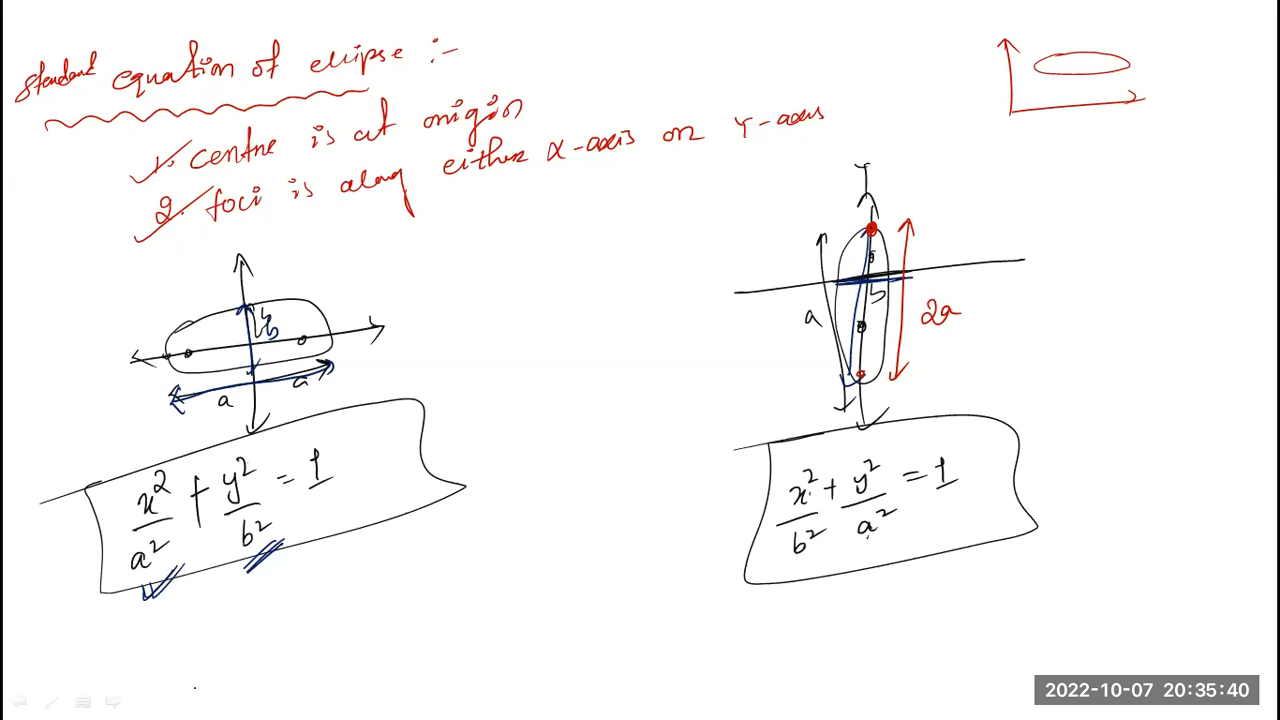 standard equation of ellipse :-
1. centre is at origin
2. foci is along either x-axis or Y-axis
Y
b
b
a
a
a
b
2a
x²/a² + y²/b² = 1
x²/b² + y²/a² = 1
2022-10-07 20:35:40